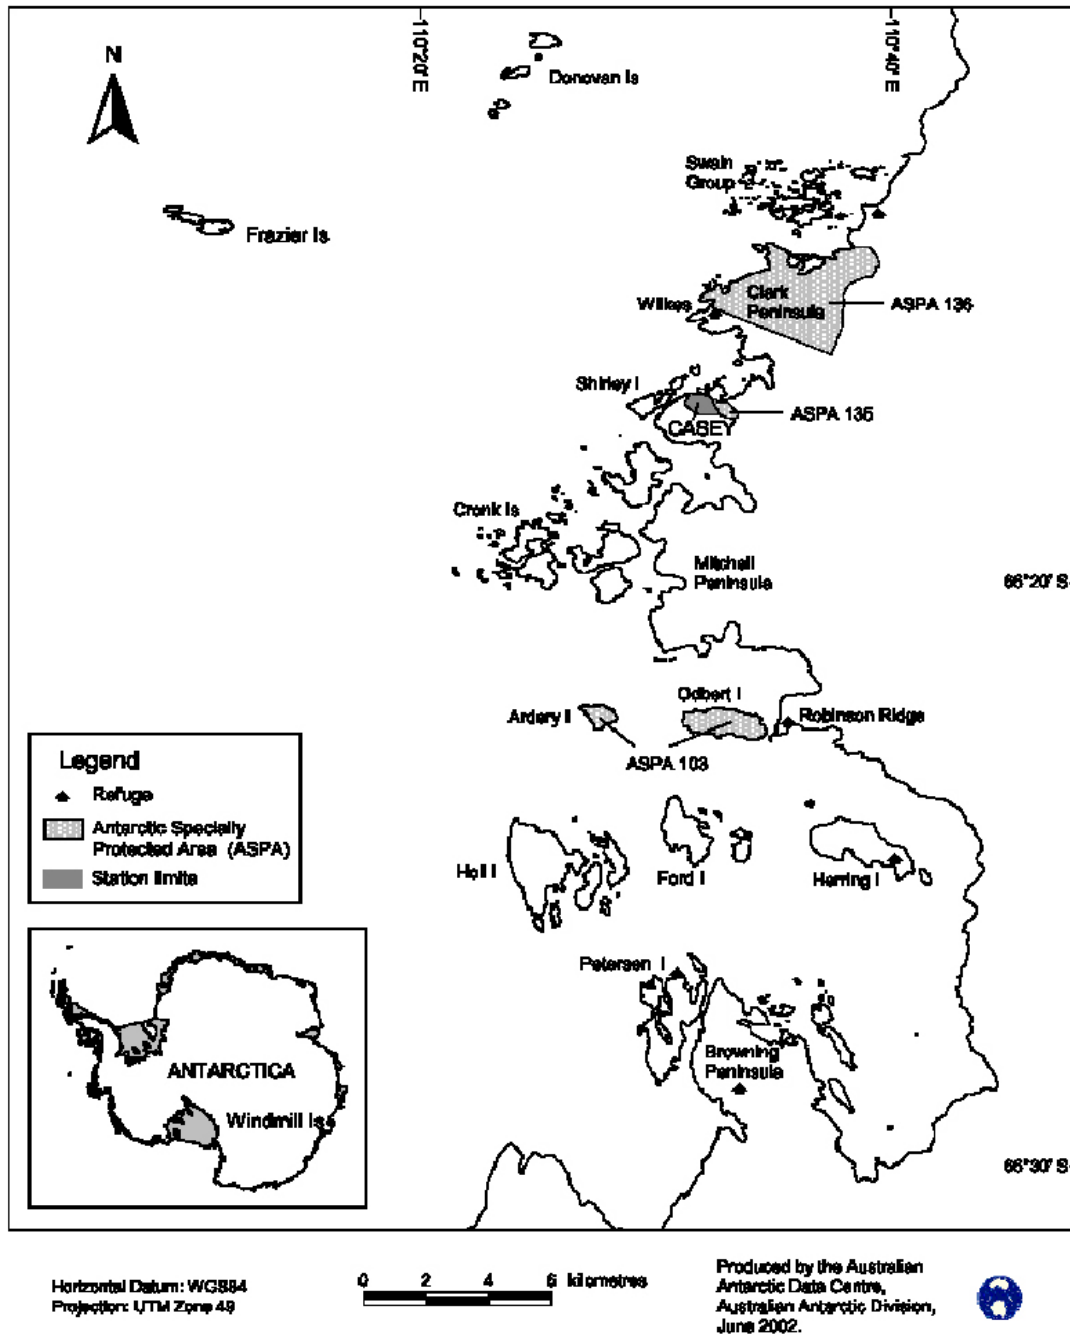 110°20' E
110°40' E
N
Donovan Is
Swain
Group
Frazier Is
Clark
Peninsula
Wilkes
ASPA 136
Shirley I
ASPA 135
CASEY
Cronk Is
Mitchell
Peninsula
66°20' S
Odbert I
Ardery I
Robinson Ridge
ASPA 103
Legend
Refuge
Antarctic Specially
Protected Area (ASPA)
Station limits
Holl I
Ford I
Herring I
Petersen I
Browning
Peninsula
ANTARCTICA
Windmill Is
66°30' S
Horizontal Datum: WGS84
Projection: UTM Zone 49
0 2 4 6 kilometres
Produced by the Australian
Antarctic Data Centre,
Australian Antarctic Division,
June 2002.